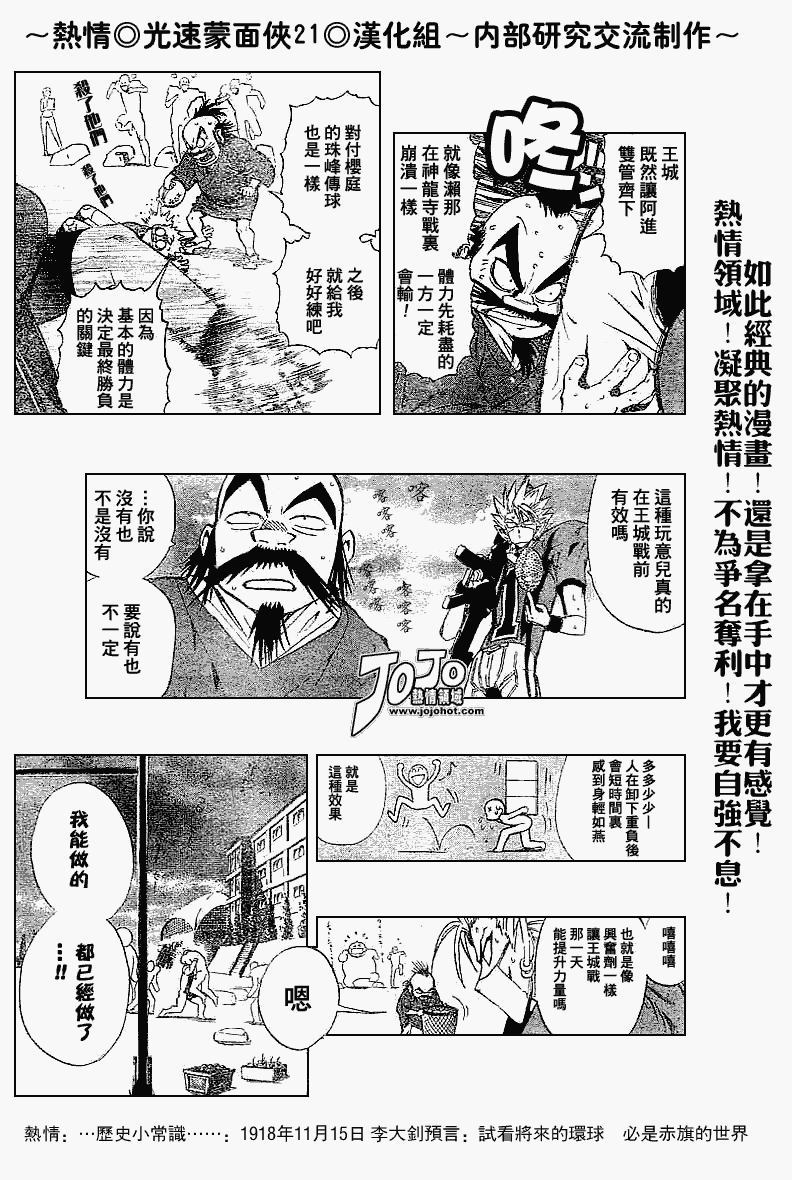 ～熱情◎光速蒙面俠21◎漢化組～内部研究交流制作～
王城
既然讓阿進
雙管齊下
咚
就像瀨那
在神龍寺戰裏
崩潰一樣
體力先耗盡的
一方一定
會輸！
對付櫻庭
的珠峰傳球
也是一樣
之後
就給我
好好練吧
殺了他們
殺了他們
因為
基本的體力是
決定最終勝負
的關鍵
如此經典的漫畫！還是拿在手中才更有感覺！
熱情領域！凝聚熱情！不為爭名奪利！我要自強不息！
這種玩意兒真的
在王城戰前
有效嗎
喀
喀喀喀
喀喀喀
…你說
沒有也
不是沒有
要說有也
不一定
JOJO
熱情領域
www.jojohot.com
多多少少—
人在卸下重負後
會短時間裏
感到身輕如燕
就是
這種效果
嘻嘻嘻
也就是像
興奮劑一樣
讓王城戰
那一天
能提升力量嗎
嗯
我能做的
都已經做了
…!!
熱情：…歷史小常識……：1918年11月15日 李大釗預言：試看將來的環球　必是赤旗的世界